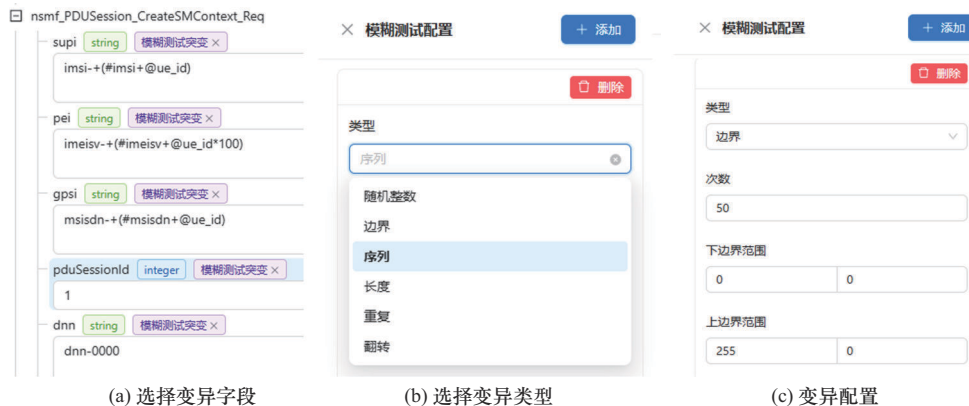 nsmf_PDUSession_CreateSMContext_Req
supi string 模糊测试突变 ×
imsi-+(#imsi+@ue_id)
pei string 模糊测试突变 ×
imeisv-+(#imeisv+@ue_id*100)
gpsi string 模糊测试突变 ×
msisdn-+(#msisdn+@ue_id)
pduSessionId integer 模糊测试突变 ×
1
dnn string 模糊测试突变 ×
dnn-0000
(a) 选择变异字段
× 模糊测试配置 + 添加
删除
类型
序列
随机整数
边界
序列
长度
重复
翻转
(b) 选择变异类型
× 模糊测试配置 + 添加
删除
类型
边界
次数
50
下边界范围
0 0
上边界范围
255 0
(c) 变异配置